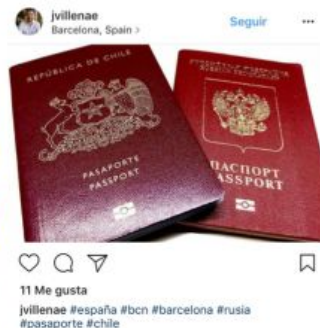 jvillenae
Seguir
Barcelona, Spain >
REPÚBLICA DE CHILE
PASAPORTE
PASSPORT
ПАСПОРТ
PASSPORT
11 Me gusta
jvillenae #españa #bcn #barcelona #rusia
#pasaporte #chile